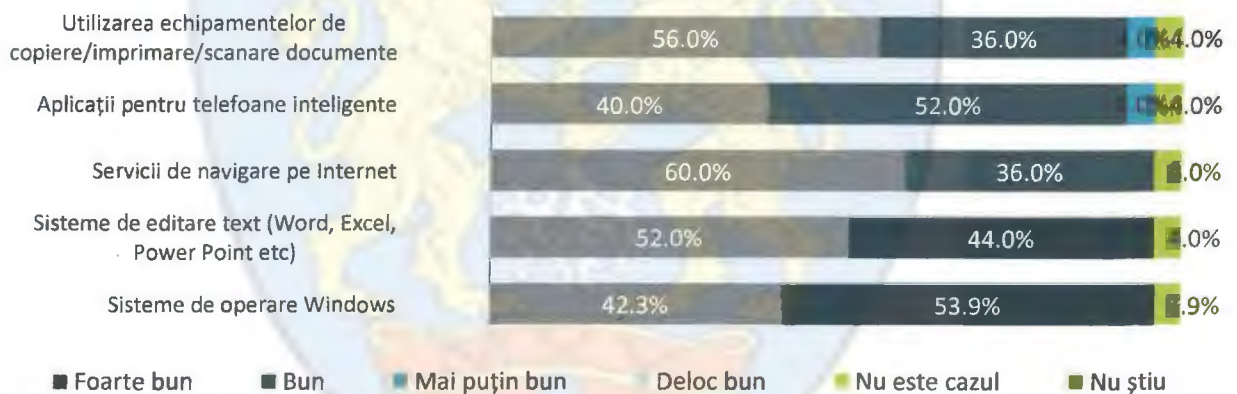 Utilizarea echipamentelor de
copiere/imprimare/scanare documente
56.0% 36.0%
Aplicații pentru telefoane inteligente
40.0% 52.0%
Servicii de navigare pe Internet
60.0% 36.0%
Sisteme de editare text (Word, Excel,
Power Point etc)
52.0% 44.0%
Sisteme de operare Windows
42.3% 53.9%
Foarte bun Bun Mai puțin bun Deloc bun Nu este cazul Nu știu